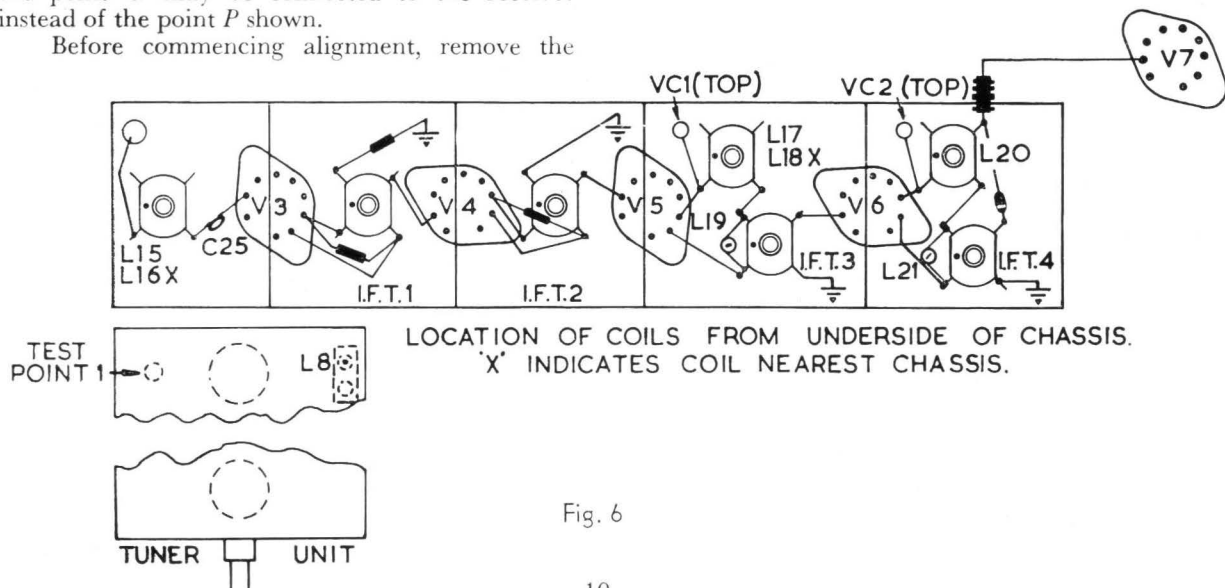 instead of the point P shown.
Before commencing alignment, remove the
V7
VC1 (TOP)
VC2 (TOP)
L17
L18X
L20
V3
V4
V5
V6
L19
C25
L15
L16X
I.F.T.1
I.F.T.2
I.F.T.3
L21
I.F.T.4
LOCATION OF COILS FROM UNDERSIDE OF CHASSIS.
'X' INDICATES COIL NEAREST CHASSIS.
TEST
POINT 1
L8
Fig. 6
TUNER UNIT
10